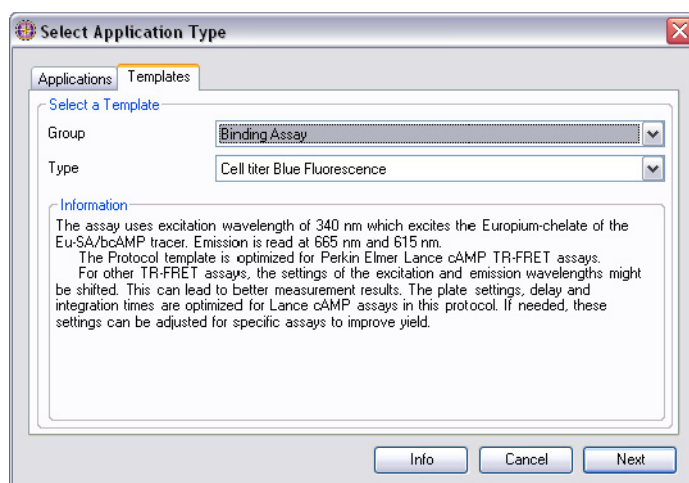 Select Application Type
Applications
Templates
Select a Template
Group
Binding Assay
Type
Cell titer Blue Fluorescence
Information
The assay uses excitation wavelength of 340 nm which excites the Europium-chelate of the
Eu-SA/bcAMP tracer. Emission is read at 665 nm and 615 nm.
The Protocol template is optimized for Perkin Elmer Lance cAMP TR-FRET assays.
For other TR-FRET assays, the settings of the excitation and emission wavelengths might
be shifted. This can lead to better measurement results. The plate settings, delay and
integration times are optimized for Lance cAMP assays in this protocol. If needed, these
settings can be adjusted for specific assays to improve yield.
Info
Cancel
Next